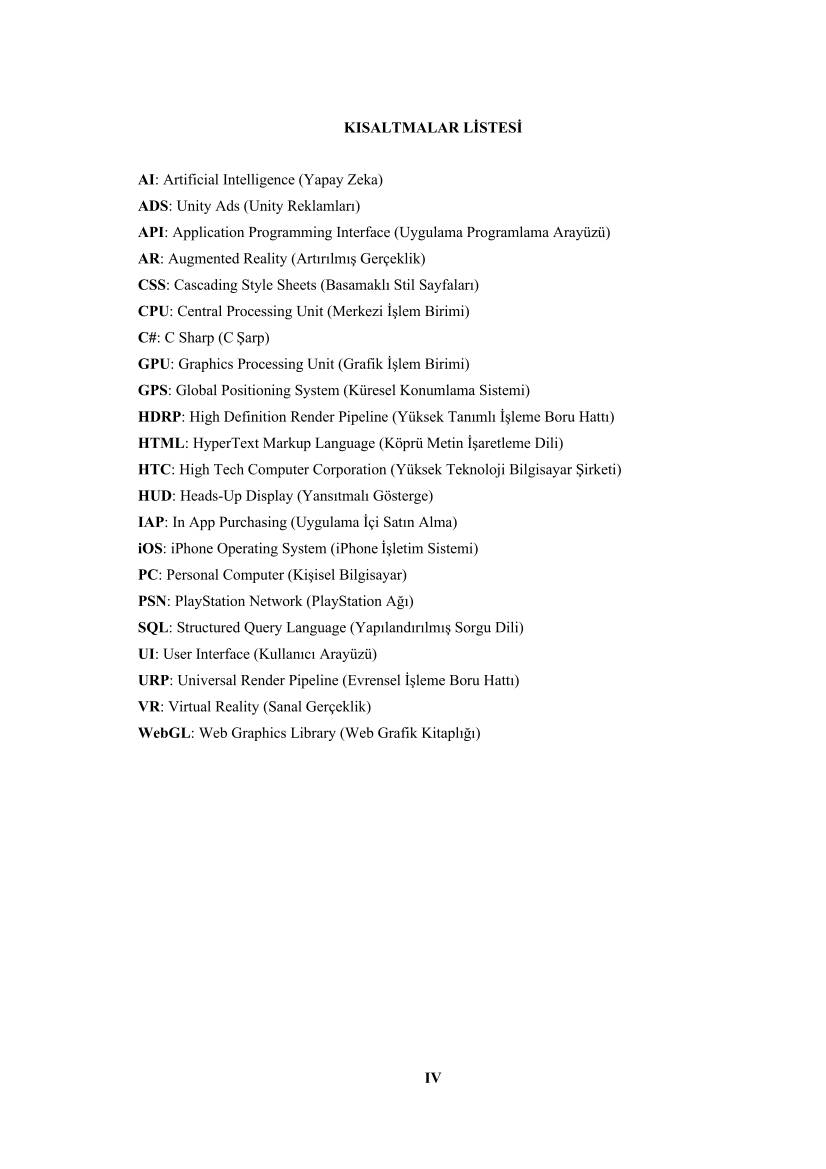 KISALTMALAR LİSTESİ
AI: Artificial Intelligence (Yapay Zeka)
ADS: Unity Ads (Unity Reklamları)
API: Application Programming Interface (Uygulama Programlama Arayüzü)
AR: Augmented Reality (Artırılmış Gerçeklik)
CSS: Cascading Style Sheets (Basamaklı Stil Sayfaları)
CPU: Central Processing Unit (Merkezi İşlem Birimi)
C#: C Sharp (C Şarp)
GPU: Graphics Processing Unit (Grafik İşlem Birimi)
GPS: Global Positioning System (Küresel Konumlama Sistemi)
HDRP: High Definition Render Pipeline (Yüksek Tanımlı İşleme Boru Hattı)
HTML: HyperText Markup Language (Köprü Metin İşaretleme Dili)
HTC: High Tech Computer Corporation (Yüksek Teknoloji Bilgisayar Şirketi)
HUD: Heads-Up Display (Yansıtmalı Gösterge)
IAP: In App Purchasing (Uygulama İçi Satın Alma)
iOS: iPhone Operating System (iPhone İşletim Sistemi)
PC: Personal Computer (Kişisel Bilgisayar)
PSN: PlayStation Network (PlayStation Ağı)
SQL: Structured Query Language (Yapılandırılmış Sorgu Dili)
UI: User Interface (Kullanıcı Arayüzü)
URP: Universal Render Pipeline (Evrensel İşleme Boru Hattı)
VR: Virtual Reality (Sanal Gerçeklik)
WebGL: Web Graphics Library (Web Grafik Kitaplığı)
IV